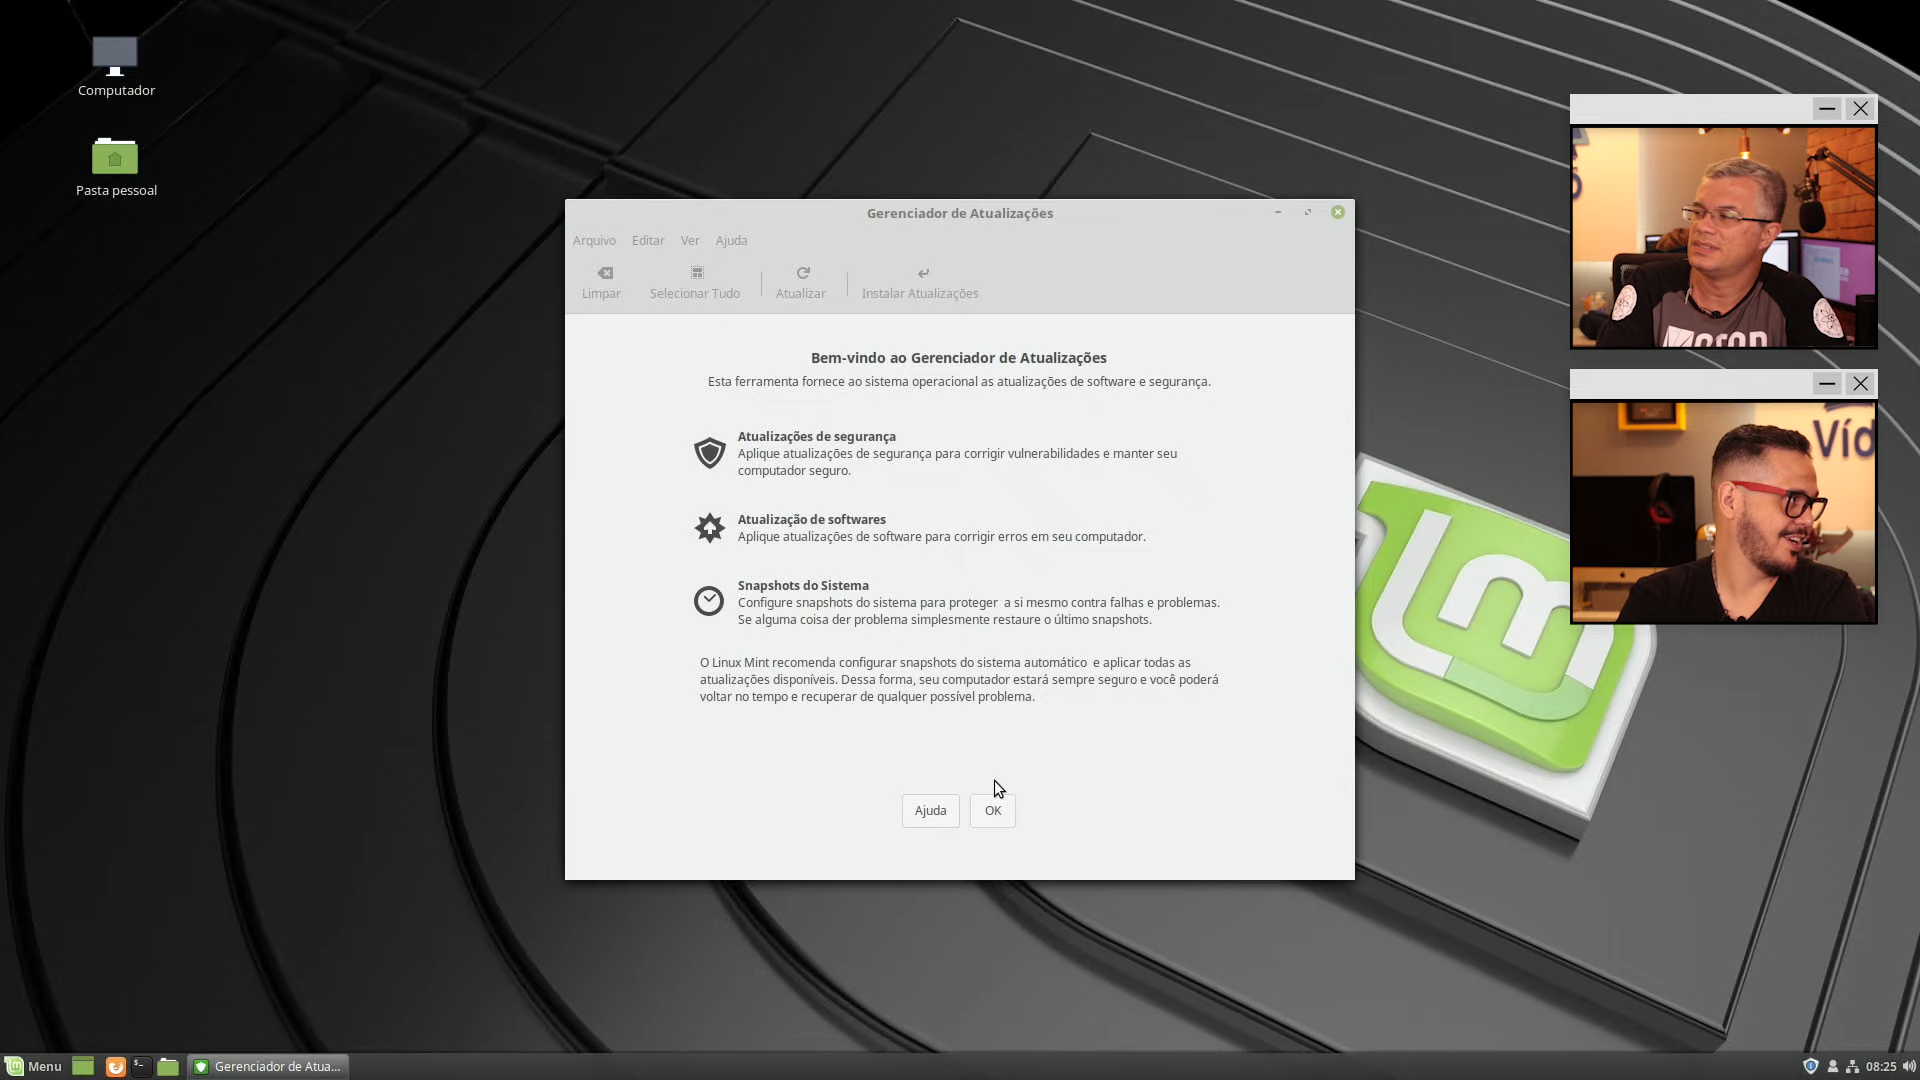 Computador
Pasta pessoal
Gerenciador de Atualizações
Arquivo Editar Ver Ajuda
Limpar Selecionar Tudo Atualizar Instalar Atualizações
Bem-vindo ao Gerenciador de Atualizações
Esta ferramenta fornece ao sistema operacional as atualizações de software e segurança.
Atualizações de segurança
Aplique atualizações de segurança para corrigir vulnerabilidades e manter seu
computador seguro.
Atualização de softwares
Aplique atualizações de software para corrigir erros em seu computador.
Snapshots do Sistema
Configure snapshots do sistema para proteger a si mesmo contra falhas e problemas.
Se alguma coisa der problema simplesmente restaure o último snapshots.
O Linux Mint recomenda configurar snapshots do sistema automático e aplicar todas as
atualizações disponíveis. Dessa forma, seu computador estará sempre seguro e você poderá
voltar no tempo e recuperar de qualquer possível problema.
Ajuda OK
Menu Gerenciador de Atua... 08:25